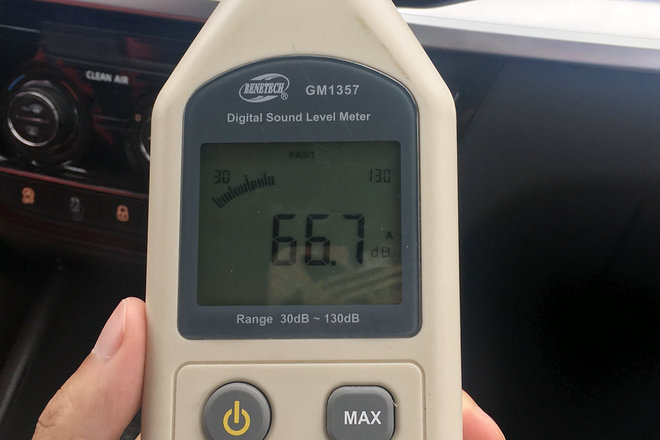 CLEAN AIR
BENETECH®
GM1357
Digital Sound Level Meter
FAST
30 130
66.7 A dB
Range 30dB ~ 130dB
MAX